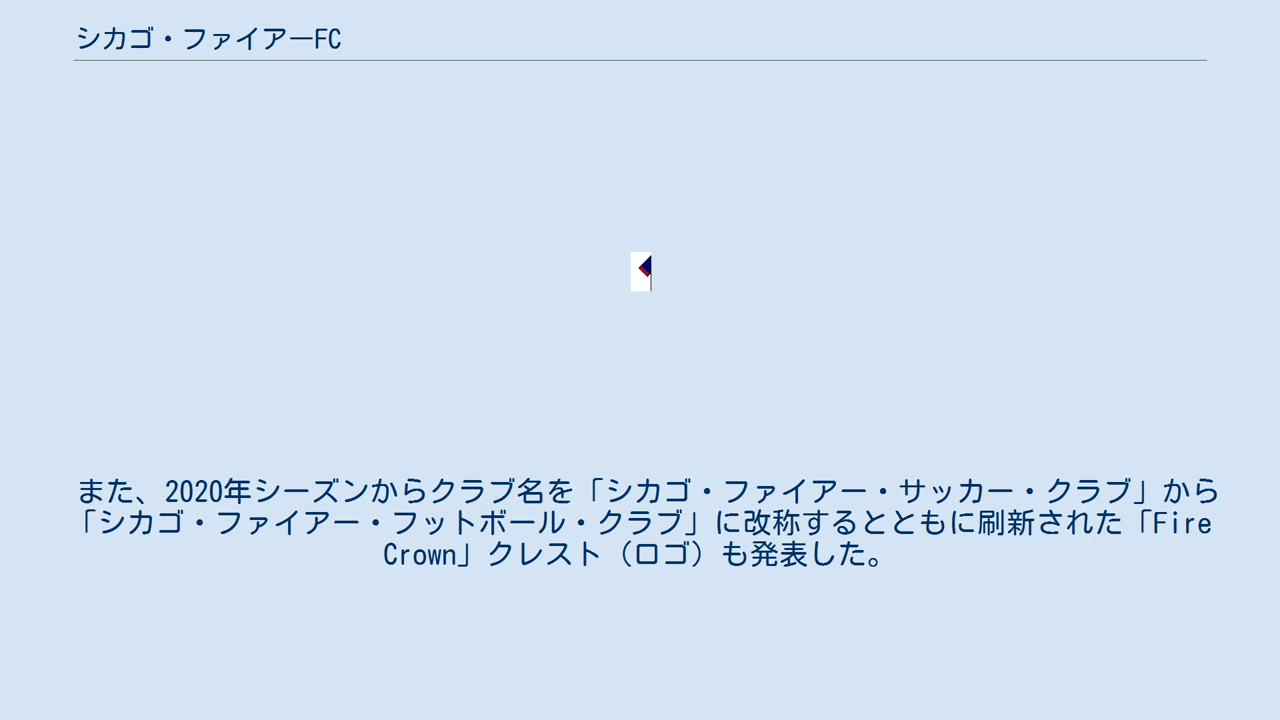 シカゴ・ファイアーFC
また、2020年シーズンからクラブ名を「シカゴ・ファイアー・サッカー・クラブ」から
「シカゴ・ファイアー・フットボール・クラブ」に改称するとともに刷新された「Fire
Crown」クレスト（ロゴ）も発表した。